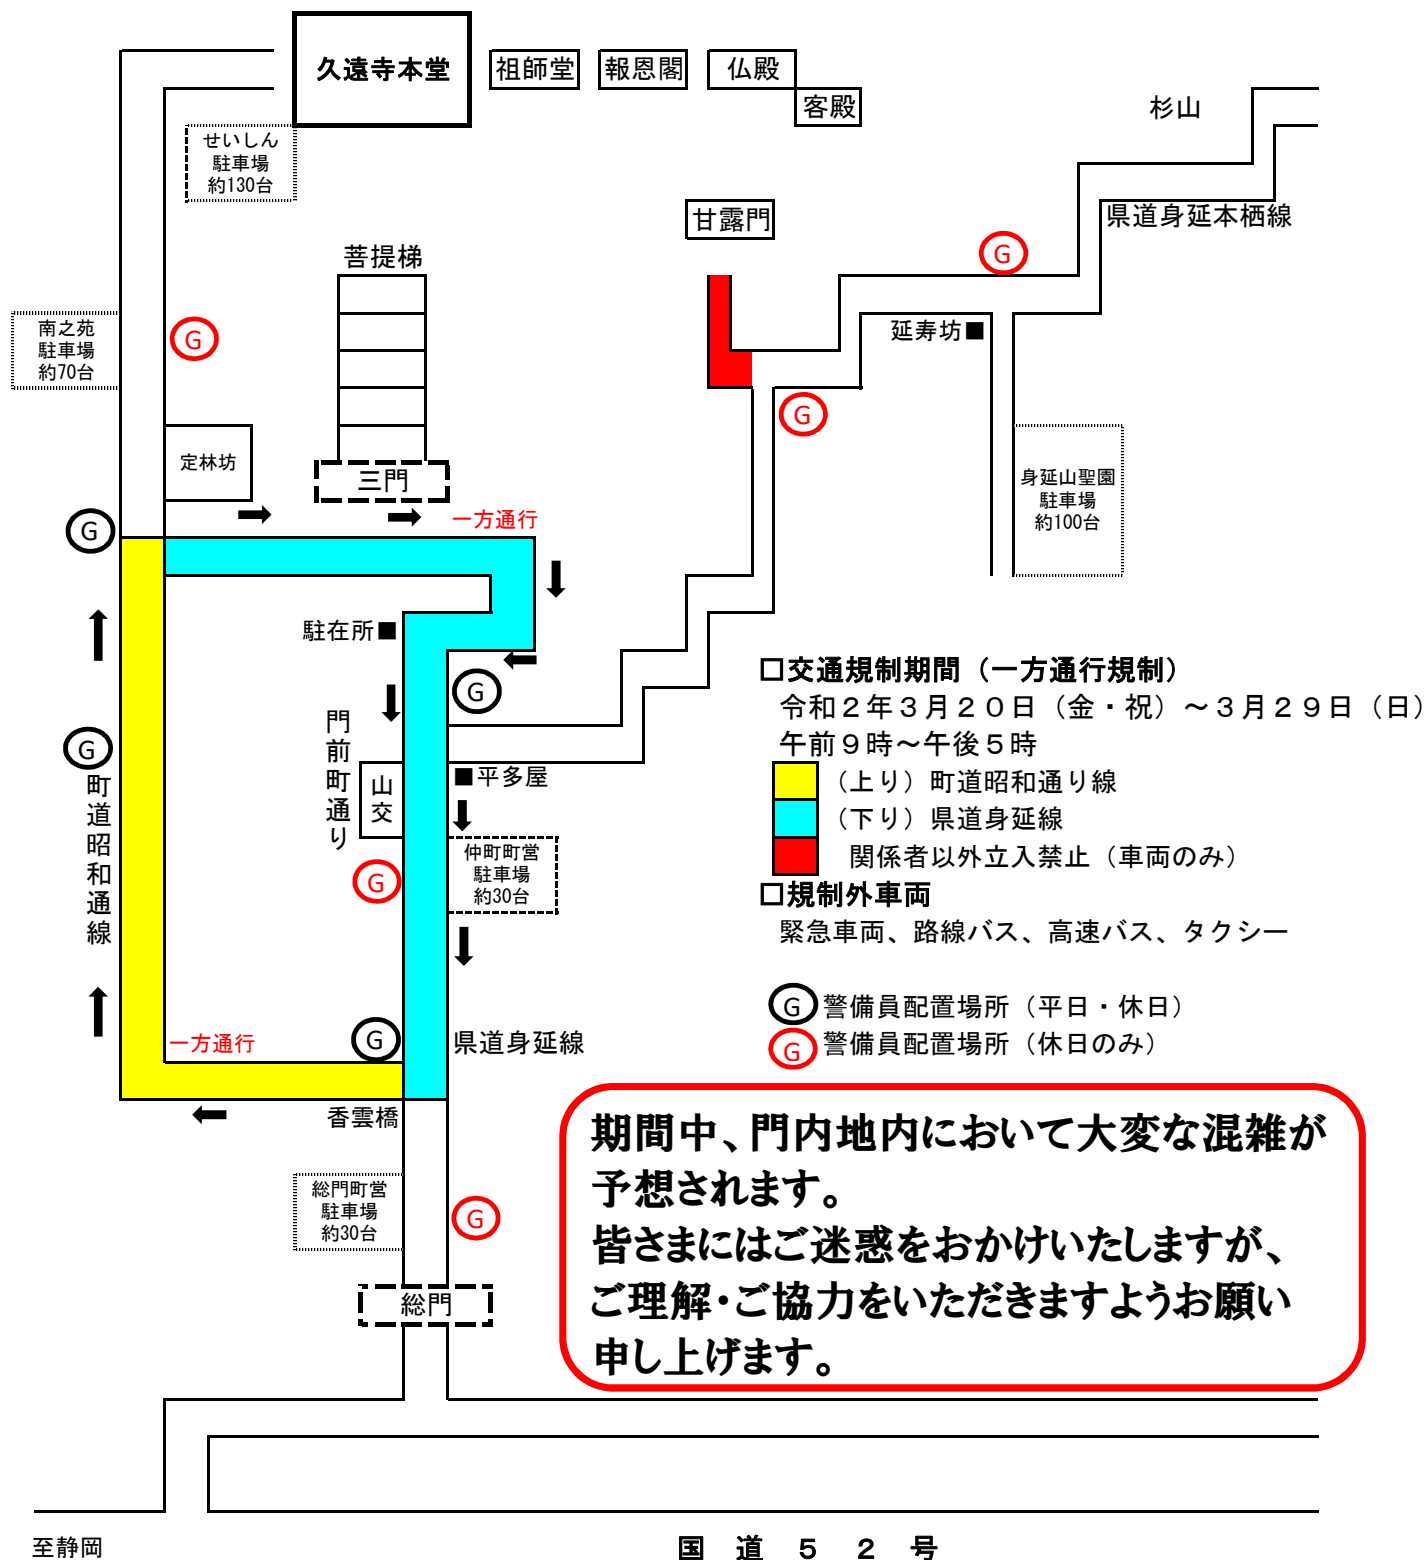 久遠寺本堂
祖師堂
報恩閣
仏殿
客殿
杉山
せいしん
駐車場
約130台
甘露門
県道身延本栖線
G
菩提梯
南之苑
駐車場
約70台
G
延寿坊■
G
定林坊
三門
身延山聖園
駐車場
約100台
G
一方通行
駐在所■
G
門前町通り
G
町道昭和通線
山交
■平多屋
仲町町営
駐車場
約30台
G
□交通規制期間（一方通行規制）
令和２年３月２０日（金・祝）～３月２９日（日）
午前９時～午後５時
（上り）町道昭和通り線
（下り）県道身延線
関係者以外立入禁止（車両のみ）
□規制外車両
緊急車両、路線バス、高速バス、タクシー
G 警備員配置場所（平日・休日）
G 警備員配置場所（休日のみ）
一方通行
G
県道身延線
香雲橋
総門町営
駐車場
約30台
G
総門
期間中、門内地内において大変な混雑が
予想されます。
皆さまにはご迷惑をおかけいたしますが、
ご理解・ご協力をいただきますようお願い
申し上げます。
至静岡
国道５２号